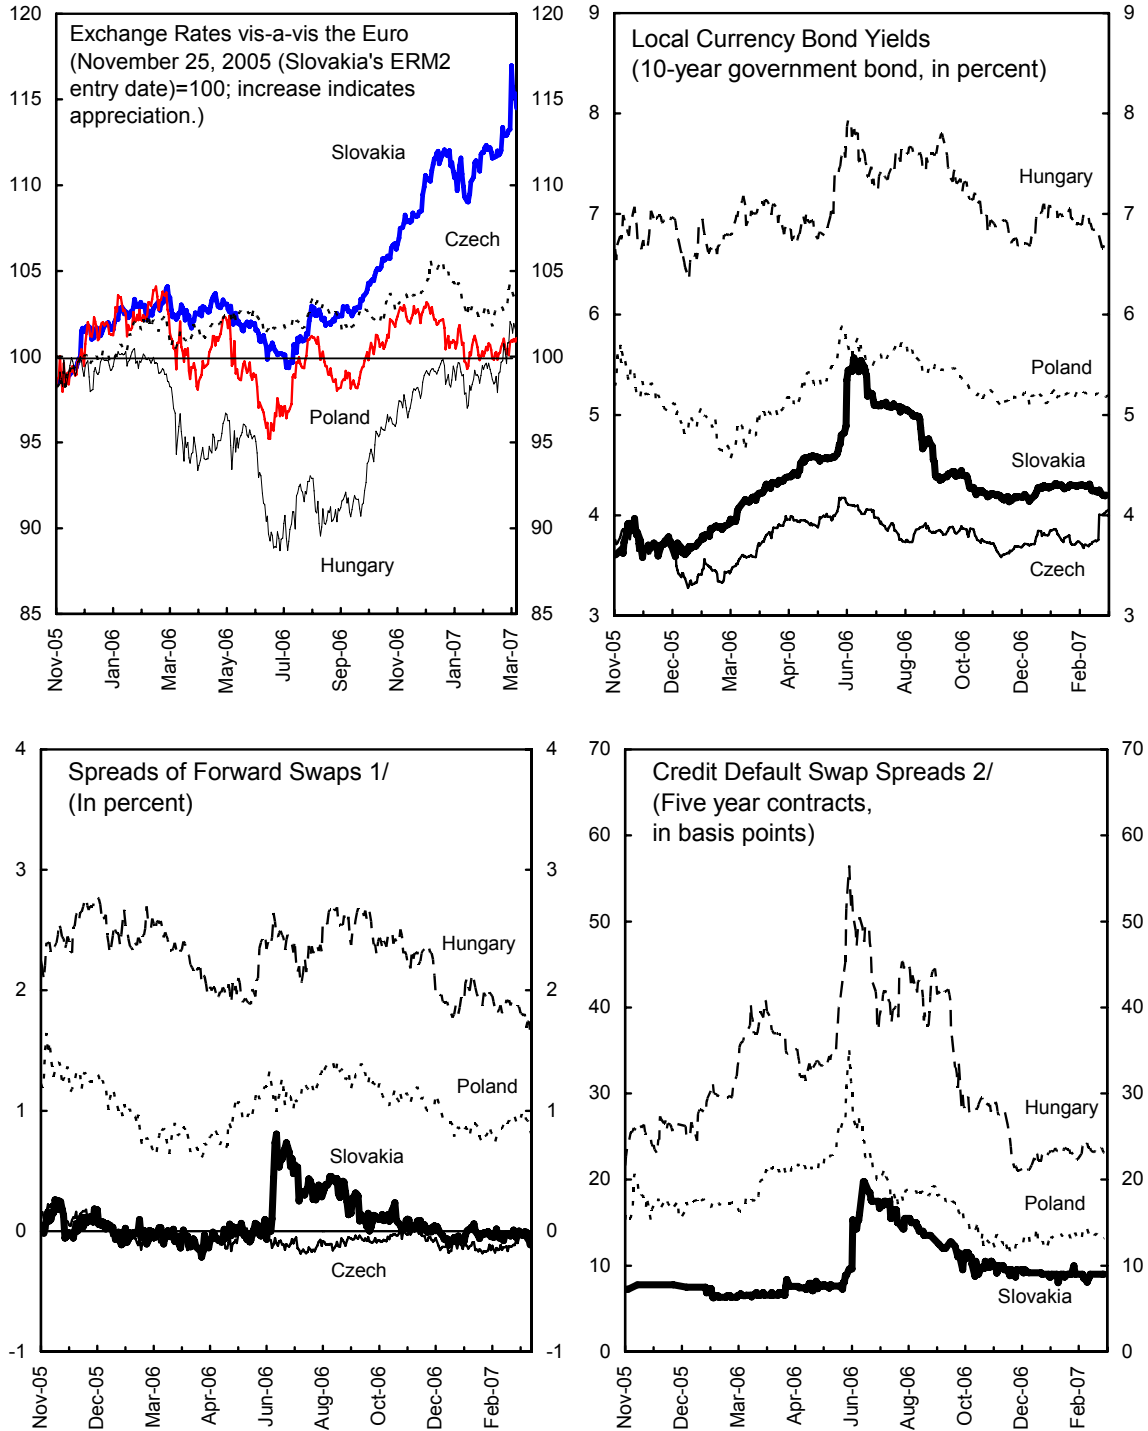 Exchange Rates vis-a-vis the Euro
(November 25, 2005 (Slovakia's ERM2
entry date)=100; increase indicates
appreciation.)
120
115
110
105
100
95
90
85
120
115
110
105
100
95
90
85
Slovakia
Czech
Poland
Hungary
Nov-05
Jan-06
Mar-06
May-06
Jul-06
Sep-06
Nov-06
Jan-07
Mar-07
Local Currency Bond Yields
(10-year government bond, in percent)
9
8
7
6
5
4
3
9
8
7
6
5
4
3
Hungary
Poland
Slovakia
Czech
Nov-05
Dec-05
Mar-06
Apr-06
Jun-06
Aug-06
Oct-06
Dec-06
Feb-07
Spreads of Forward Swaps 1/
(In percent)
4
3
2
1
0
-1
4
3
2
1
0
-1
Hungary
Poland
Slovakia
Czech
Nov-05
Dec-05
Mar-06
Apr-06
Jun-06
Aug-06
Oct-06
Dec-06
Feb-07
Credit Default Swap Spreads 2/
(Five year contracts,
in basis points)
70
60
50
40
30
20
10
0
70
60
50
40
30
20
10
0
Hungary
Poland
Slovakia
Nov-05
Dec-05
Mar-06
Apr-06
Jun-06
Aug-06
Oct-06
Dec-06
Feb-07